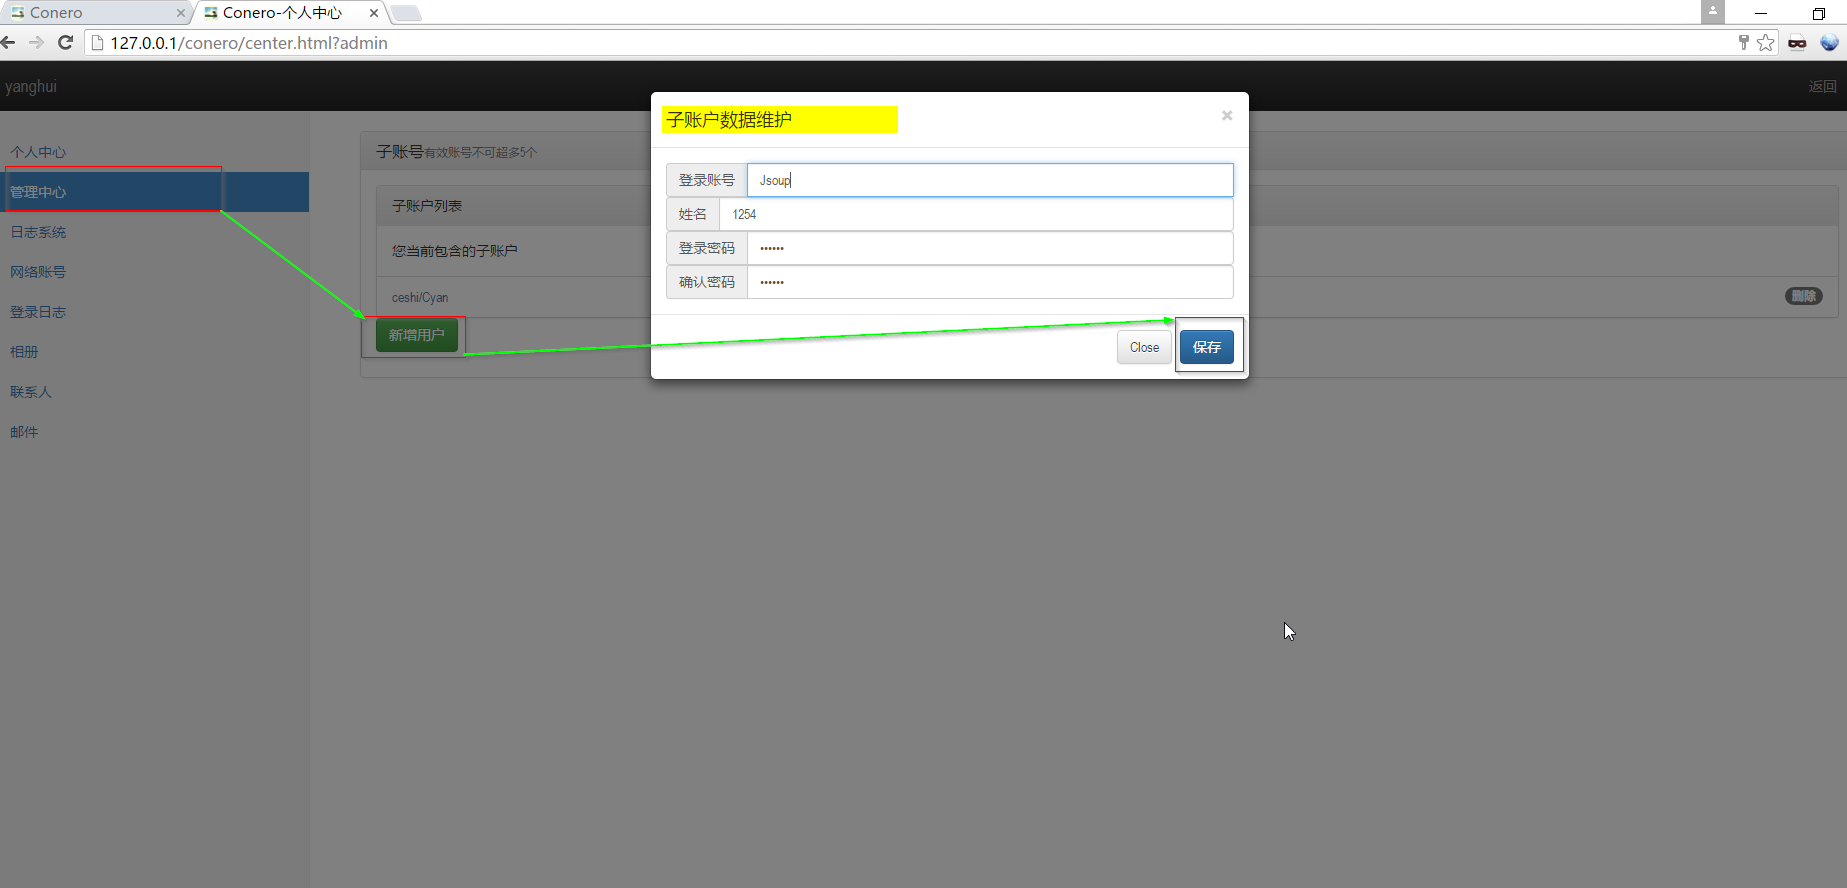 Conero
Conero-个人中心
127.0.0.1/conero/center.html?admin
yanghui
返回
个人中心
管理中心
日志系统
网络账号
登录日志
相册
联系人
邮件
子账号有效账号不可超多5个
子账户列表
您当前包含的子账户
ceshi/Cyan
删除
新增用户
子账户数据维护
×
登录账号 Jsoup
姓名 1254
登录密码 ••••••
确认密码 ••••••
Close 保存